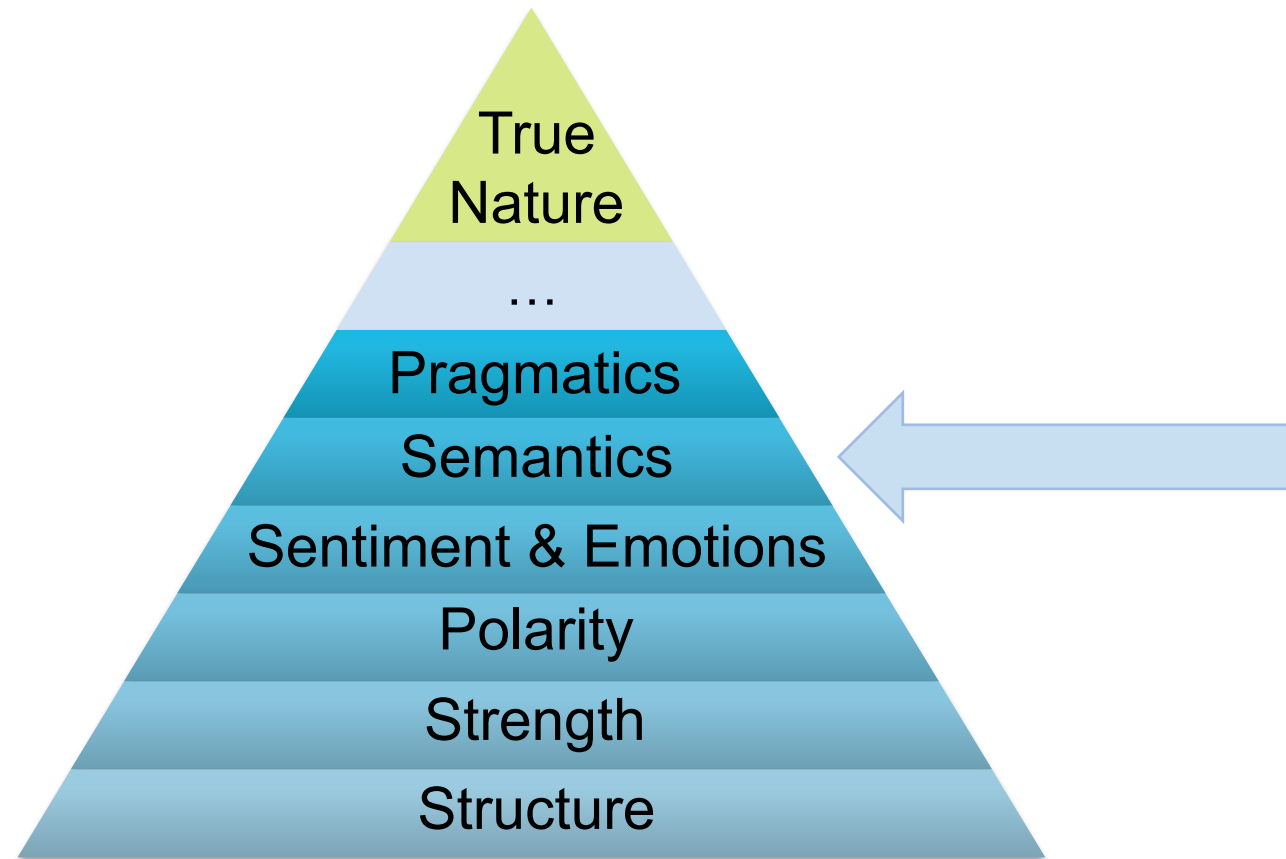 True
Nature
…
Pragmatics
Semantics
Sentiment & Emotions
Polarity
Strength
Structure